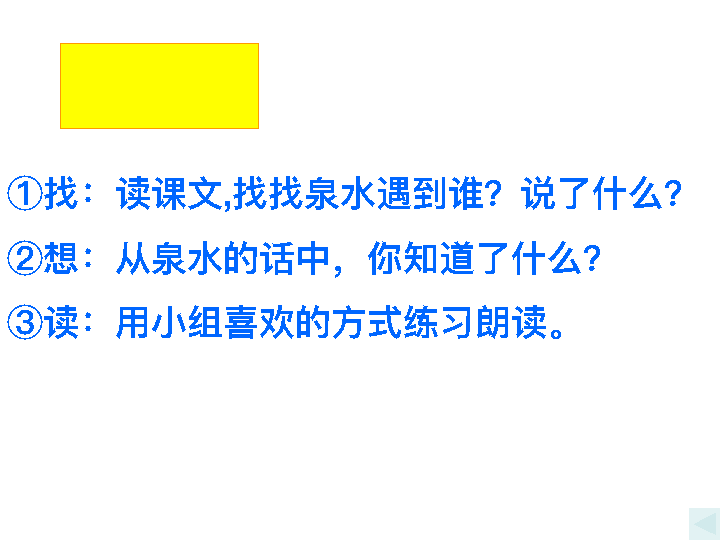 ①找：读课文,找找泉水遇到谁？说了什么？
②想：从泉水的话中，你知道了什么？
③读：用小组喜欢的方式练习朗读。